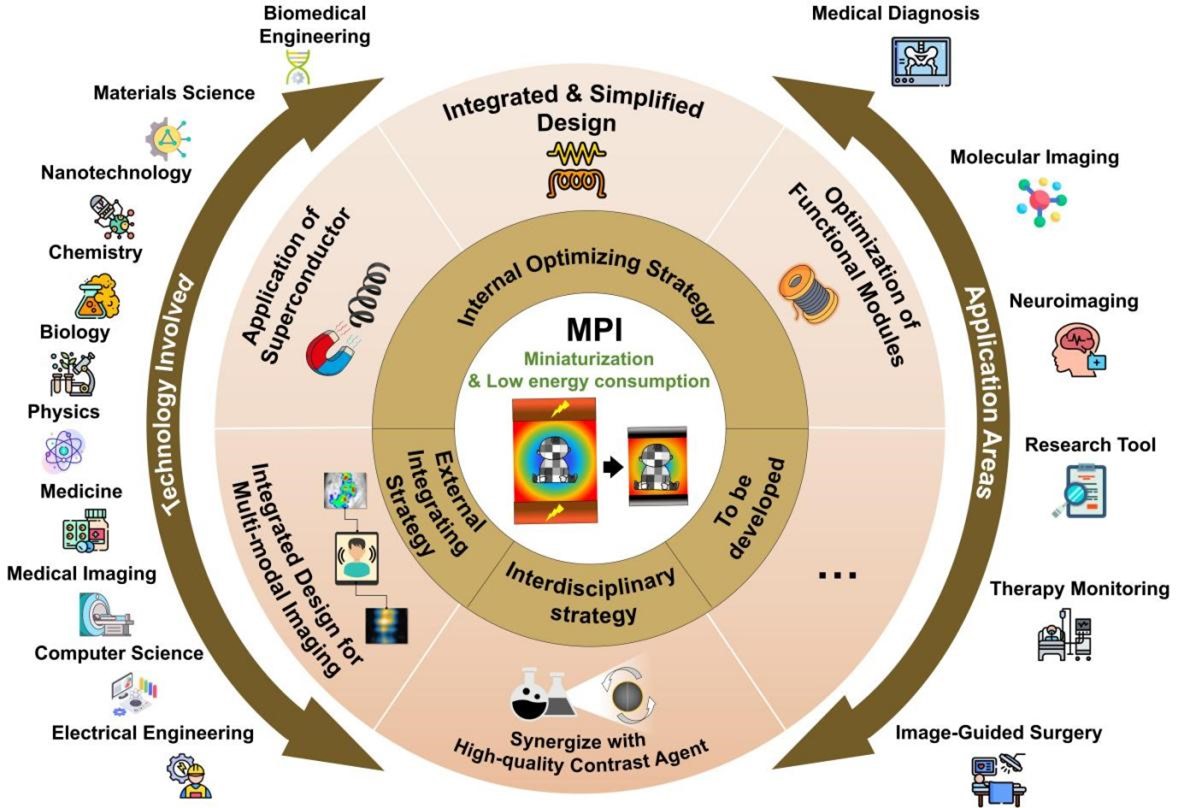 Biomedical
Engineering
Materials Science
Nanotechnology
Chemistry
Biology
Physics
Medicine
Medical Imaging
Computer Science
Electrical Engineering
Technology Involved
Integrated & Simplified
Design
Application of
Superconductor
Optimization of
Functional Modules
Internal Optimizing Strategy
MPI
Miniaturization
& Low energy consumption
External
Integrating
Strategy
Interdisciplinary
strategy
To be
developed
Integrated Design for
Multi-modal Imaging
Synergize with
High-quality Contrast Agent
...
Application Areas
Medical Diagnosis
Molecular Imaging
Neuroimaging
Research Tool
Therapy Monitoring
Image-Guided Surgery